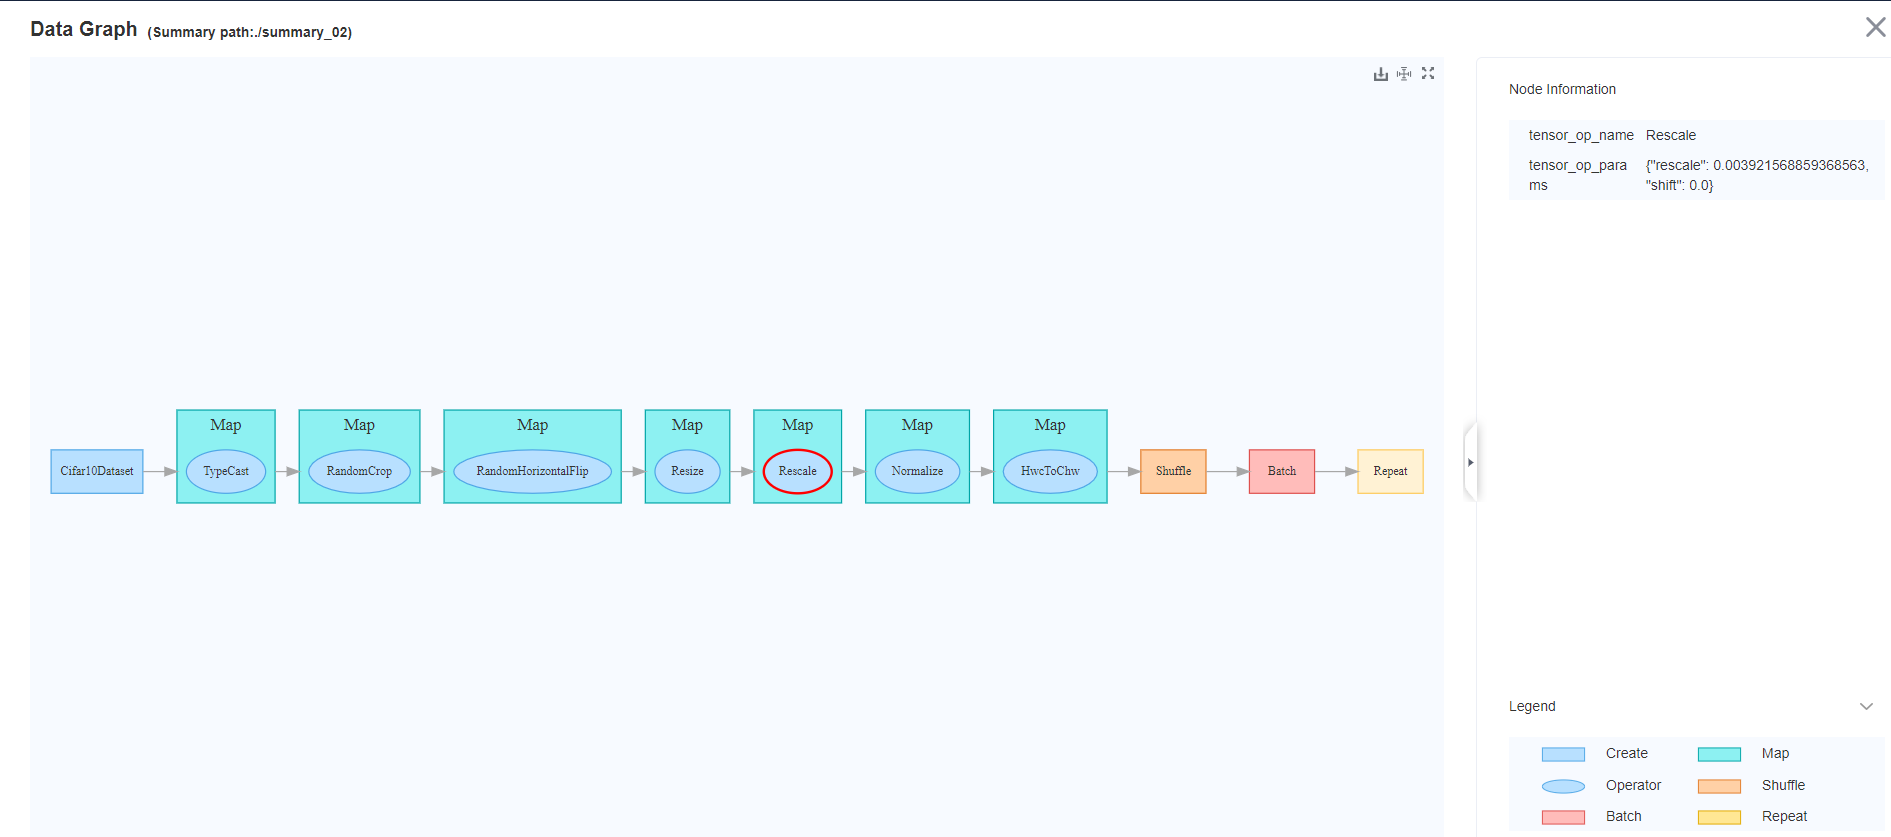 Data Graph (Summary path:./summary_02)
Node Information
tensor_op_name Rescale
tensor_op_para {"rescale": 0.003921568859368563,
ms "shift": 0.0}
Map Map Map Map Map Map Map
Cifar10Dataset TypeCast RandomCrop RandomHorizontalFlip Resize Rescale Normalize HwcToChw Shuffle Batch Repeat
Legend
Create Map
Operator Shuffle
Batch Repeat